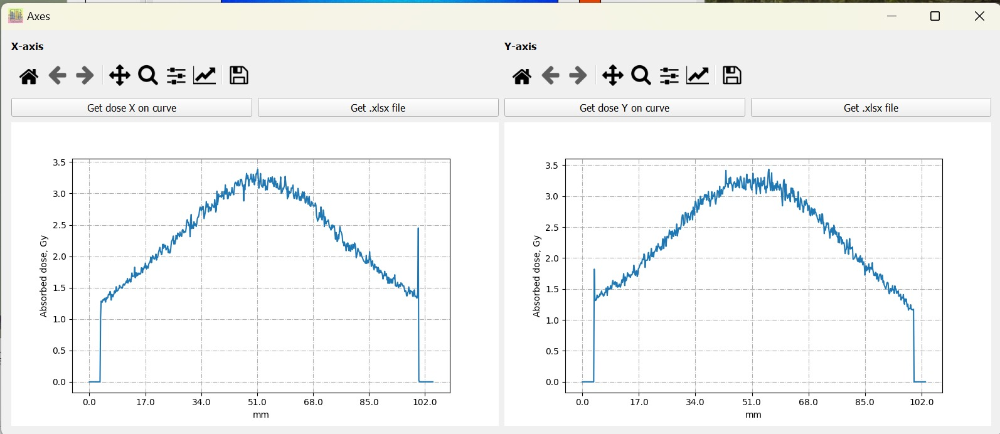 Axes
X-axis
Get dose X on curve
Get .xlsx file
3.5
3.0
2.5
2.0
1.5
1.0
0.5
0.0
Absorbed dose, Gy
0.0 17.0 34.0 51.0 68.0 85.0 102.0
mm
Y-axis
Get dose Y on curve
Get .xlsx file
3.5
3.0
2.5
2.0
1.5
1.0
0.5
0.0
Absorbed dose, Gy
0.0 17.0 34.0 51.0 68.0 85.0 102.0
mm